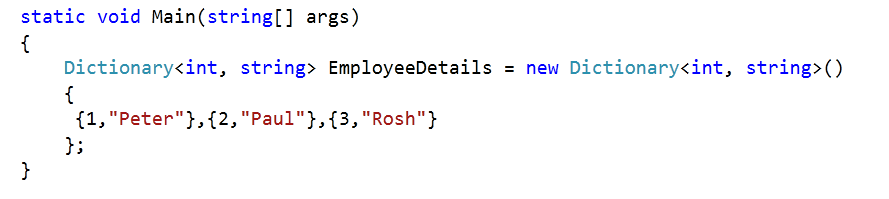 static void Main(string[] args)
{
Dictionary<int, string> EmployeeDetails = new Dictionary<int, string>()
{
{1,"Peter"},{2,"Paul"},{3,"Rosh"}
};
}